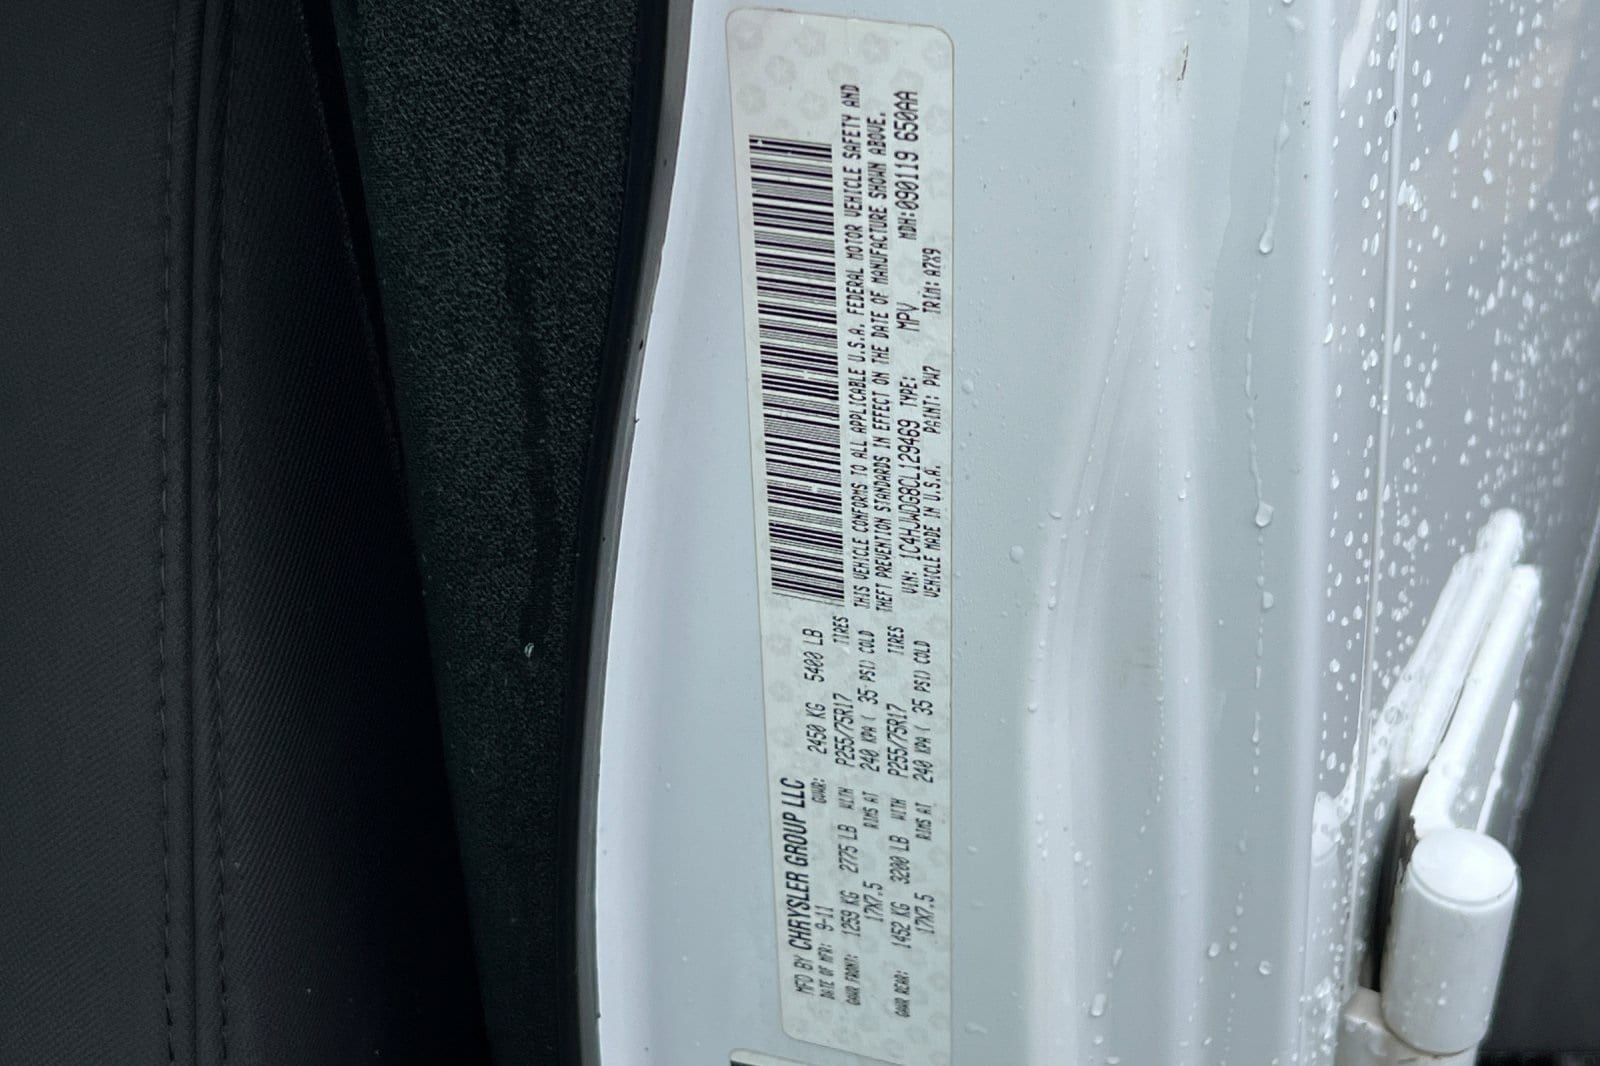 MFD BY CHRYSLER GROUP LLC
DATE OF MFR: 9-11 GVWR: 2450 KG 5400 LB
GAWR FRONT: 1259 KG 2775 LB WITH P255/75R17 TIRES
17X7.5 RIMS AT 240 KPA ( 35 PSI) COLD
GAWR REAR: 1452 KG 3200 LB WITH P255/75R17 TIRES
17X7.5 RIMS AT 240 KPA ( 35 PSI) COLD
THIS VEHICLE CONFORMS TO ALL APPLICABLE U.S.A. FEDERAL MOTOR VEHICLE SAFETY AND
THEFT PREVENTION STANDARDS IN EFFECT ON THE DATE OF MANUFACTURE SHOWN ABOVE.
VIN: 1C4HJWDG8CL129469 TYPE: MPV MDH:090119 650AA
VEHICLE MADE IN U.S.A. PAINT: PW7 TRIM: A7X9